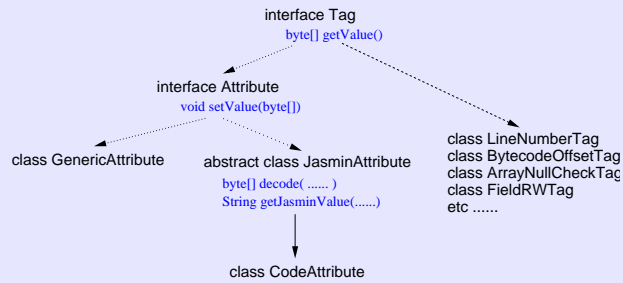 interface Tag
byte[] getValue()
interface Attribute
void setValue(byte[])
class GenericAttribute
abstract class JasminAttribute
byte[] decode( ...... )
String getJasminValue(......)
class CodeAttribute
class LineNumberTag
class BytecodeOffsetTag
class ArrayNullCheckTag
class FieldRWTag
etc ......